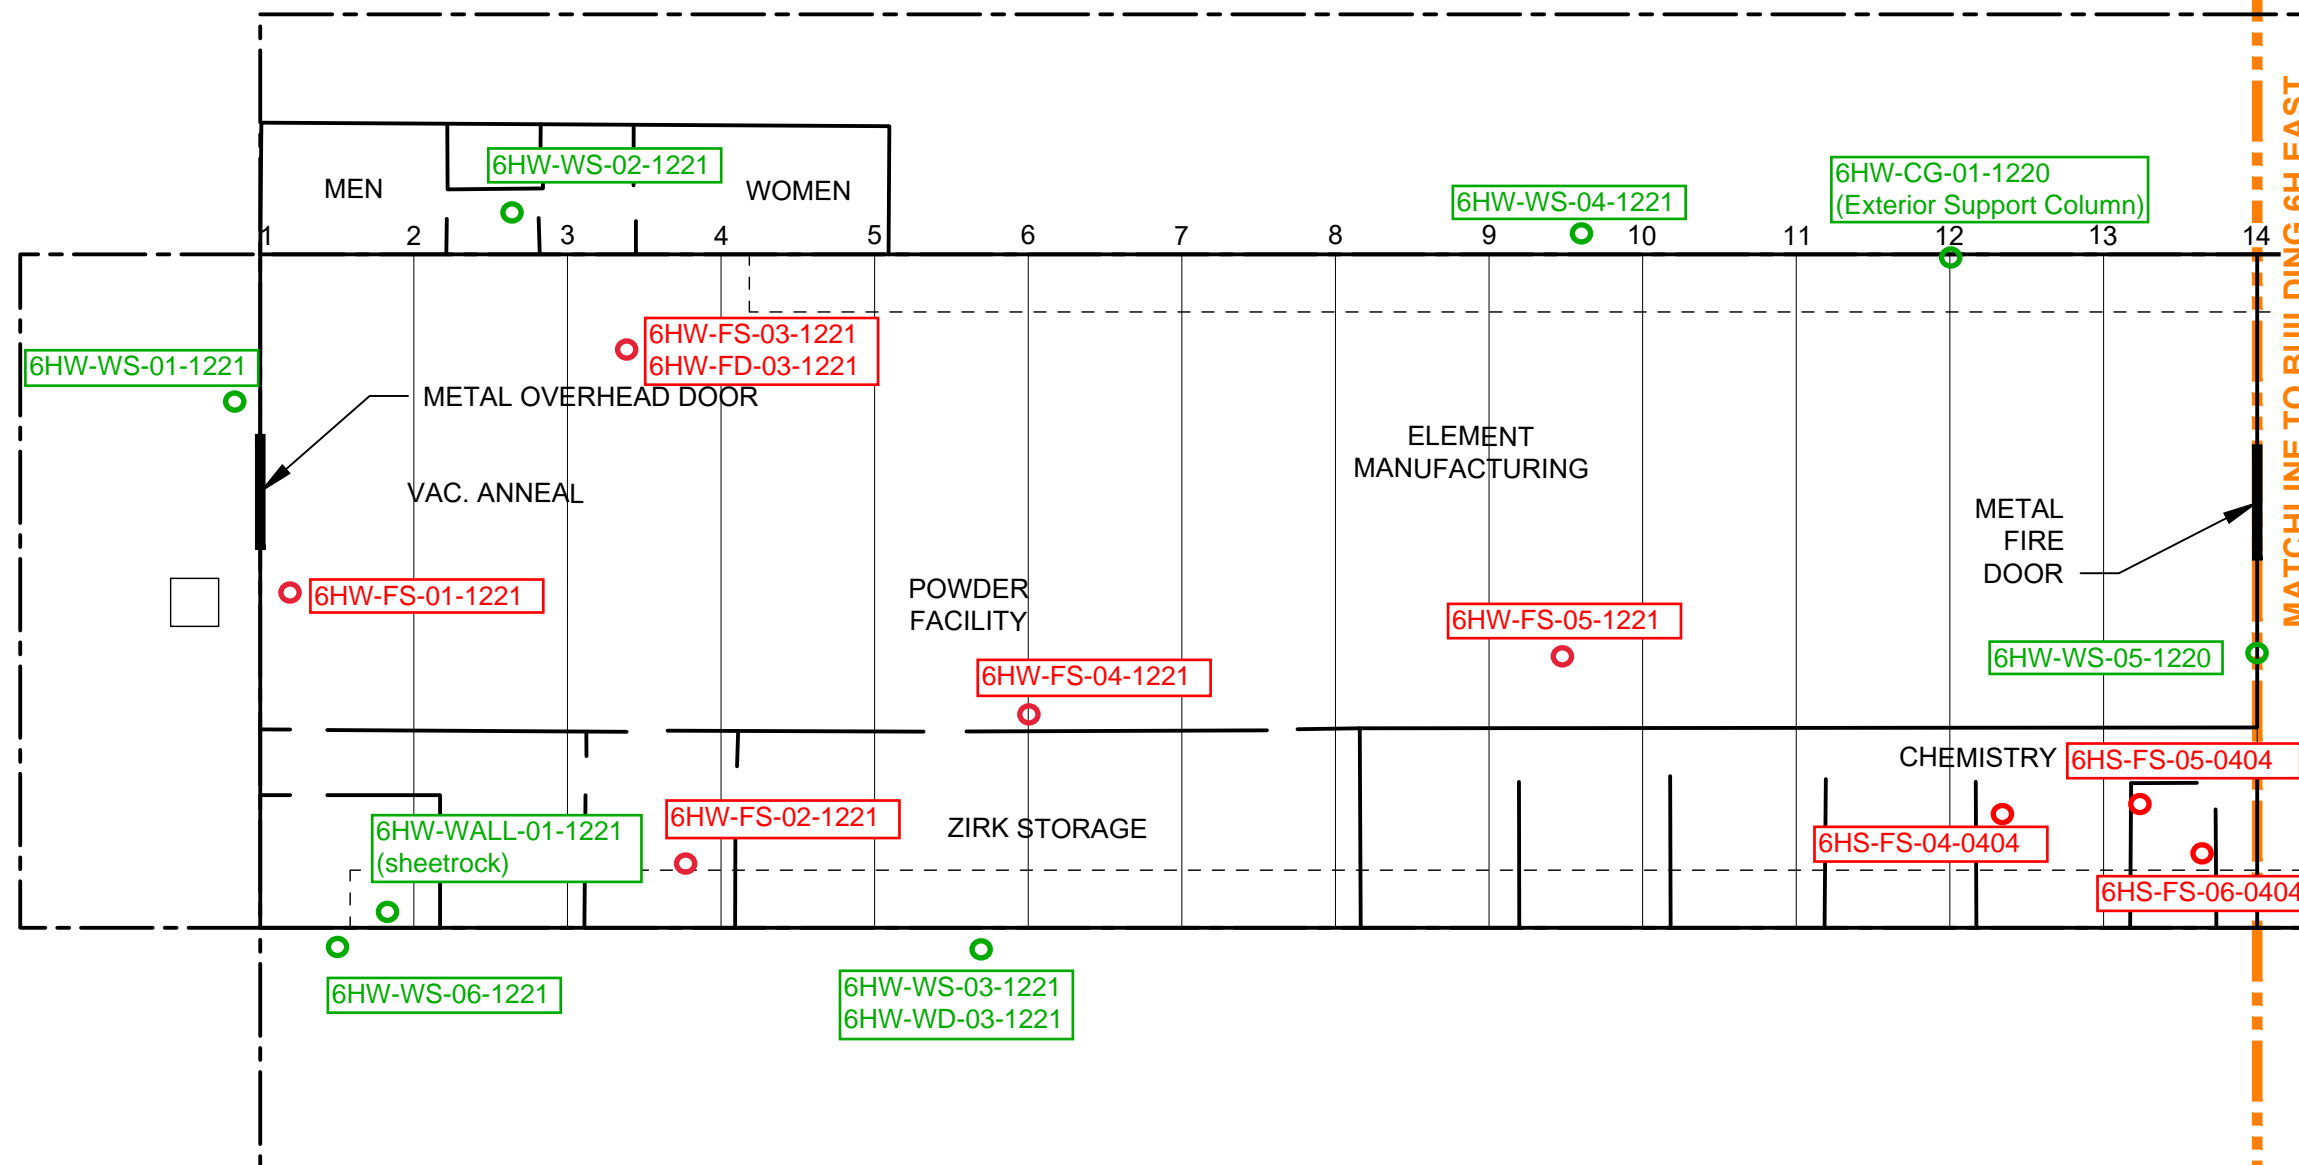 6HW-WS-02-1221
MEN
WOMEN
6HW-WS-04-1221
6HW-CG-01-1220
(Exterior Support Column)
1 2 3 4 5 6 7 8 9 10 11 12 13 14
MATCHLINE TO BUILDING 6H EAST
6HW-WS-01-1221
6HW-FS-03-1221
6HW-FD-03-1221
METAL OVERHEAD DOOR
VAC. ANNEAL
ELEMENT
MANUFACTURING
METAL
FIRE
DOOR
6HW-FS-01-1221
POWDER
FACILITY
6HW-FS-05-1221
6HW-FS-04-1221
6HW-WS-05-1220
CHEMISTRY
6HS-FS-05-0404
6HW-WALL-01-1221
(sheetrock)
6HW-FS-02-1221
ZIRK STORAGE
6HS-FS-04-0404
6HS-FS-06-0404
6HW-WS-06-1221
6HW-WS-03-1221
6HW-WD-03-1221